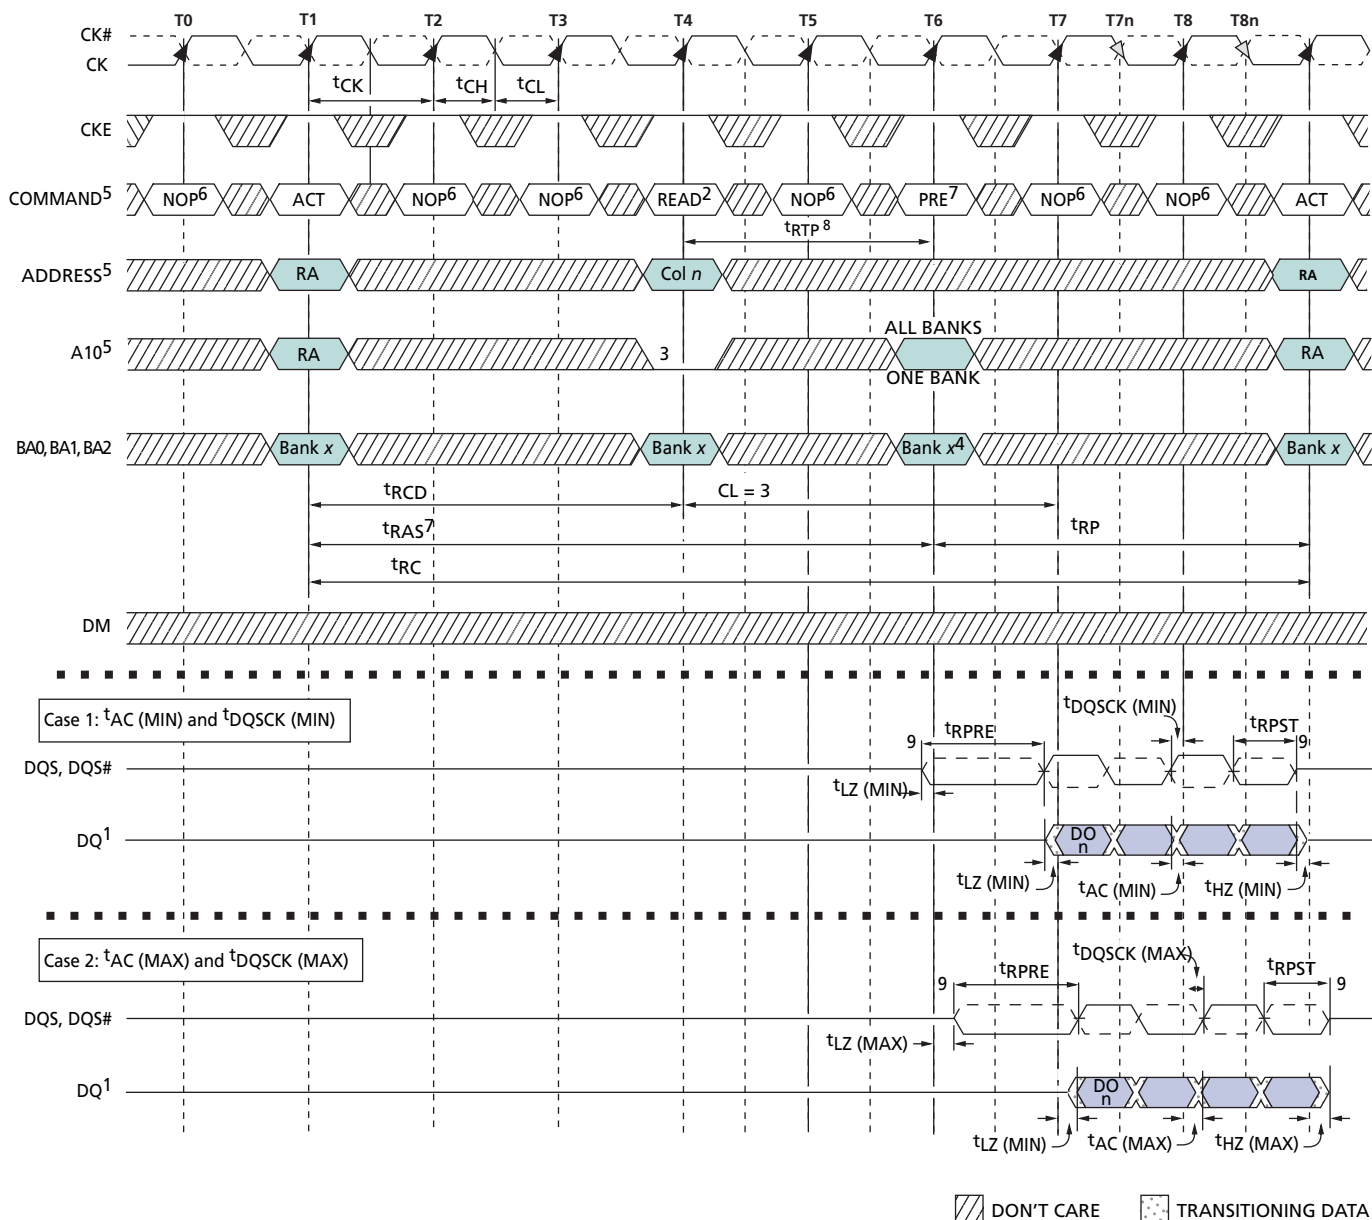 T0 T1 T2 T3 T4 T5 T6 T7 T7n T8 T8n
CK#
CK
tCK tCH tCL
CKE
COMMAND5 NOP6 ACT NOP6 NOP6 READ2 NOP6 PRE7 NOP6 NOP6 ACT
tRTP 8
ADDRESS5 RA Col n RA
ALL BANKS
A105 RA 3 RA
ONE BANK
BA0, BA1, BA2 Bank x Bank x Bank x4 Bank x
tRCD CL = 3
tRAS7 tRP
tRC
DM
Case 1: tAC (MIN) and tDQSCK (MIN)
tDQSCK (MIN)
9 tRPRE tRPST 9
DQS, DQS#
tLZ (MIN)
DQ1 DO n
tLZ (MIN) tAC (MIN) tHZ (MIN)
Case 2: tAC (MAX) and tDQSCK (MAX)
tDQSCK (MAX)
9 tRPRE tRPST 9
DQS, DQS#
tLZ (MAX)
DQ1 DO n
tLZ (MIN) tAC (MAX) tHZ (MAX)
DON'T CARE TRANSITIONING DATA